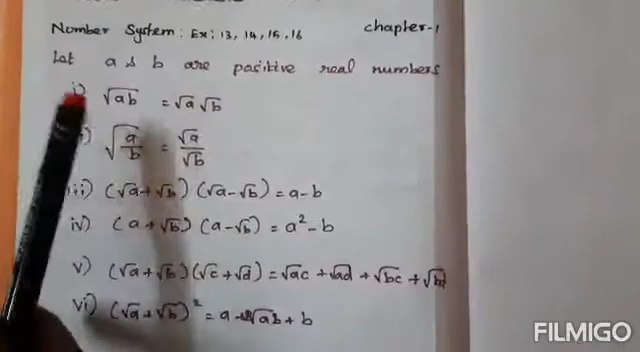 Number System: Ex: 13, 14, 15, 16 chapter-1
Let a & b are positive real numbers
i) √ab = √a √b
) √a/b = √a/√b
iii) (√a+√b)(√a-√b) = a-b
iv) (a+√b)(a-√b) = a²-b
v) (√a+√b)(√c+√d) = √ac+√ad+√bc+√bd
vi) (√a+√b)² = a+2√ab+b
FILMIGO